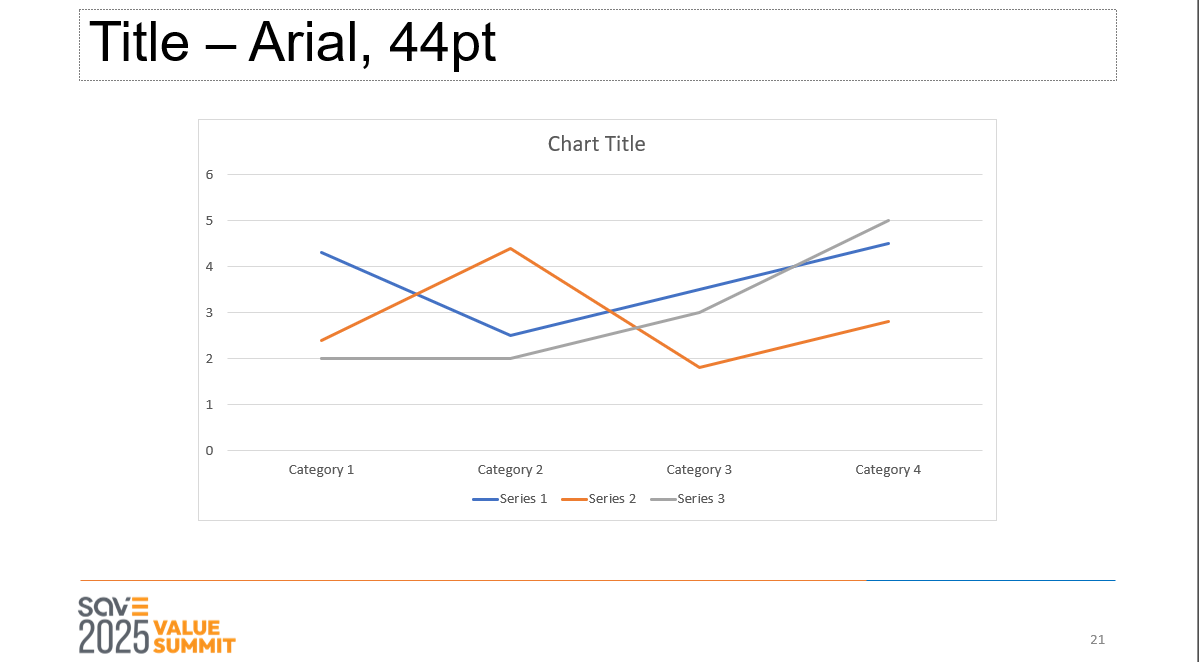 Title – Arial, 44pt
Chart Title
6
5
4
3
2
1
0
Category 1 Category 2 Category 3 Category 4
Series 1 Series 2 Series 3
SAVE
2025 VALUE SUMMIT
21